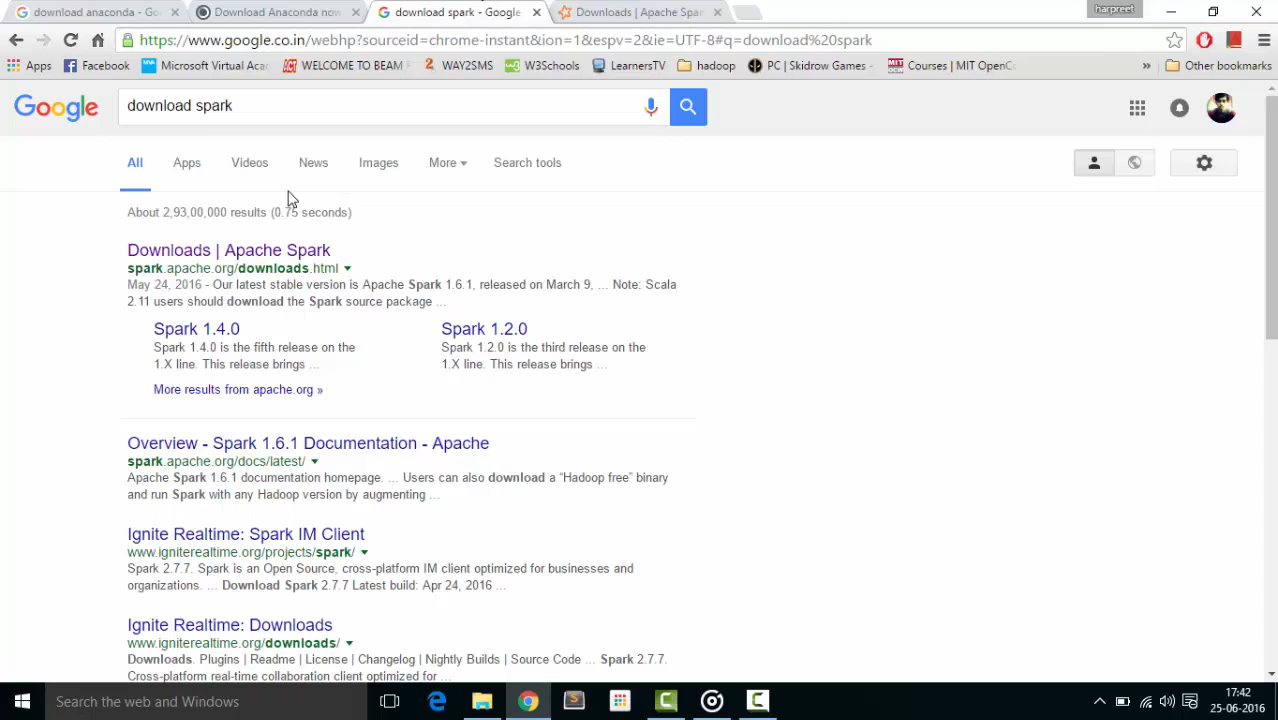 download anaconda - Goo
Download Anaconda now
download spark - Google
Downloads | Apache Spar
harpreet
https://www.google.co.in/webhp?sourceid=chrome-instant&ion=1&espv=2&ie=UTF-8#q=download%20spark
Apps
Facebook
Microsoft Virtual Aca
WELCOME TO BEAM
WAY2SMS
W3Schools
LearnersTV
hadoop
PC | Skidrow Games -
Courses | MIT OpenCo
»
Other bookmarks
Google
download spark
All
Apps
Videos
News
Images
More
Search tools
About 2,93,00,000 results (0.75 seconds)
Downloads | Apache Spark
spark.apache.org/downloads.html
May 24, 2016 - Our latest stable version is Apache Spark 1.6.1, released on March 9, ... Note: Scala
2.11 users should download the Spark source package ...
Spark 1.4.0
Spark 1.4.0 is the fifth release on the
1.X line. This release brings ...
Spark 1.2.0
Spark 1.2.0 is the third release on the
1.X line. This release brings ...
More results from apache.org »
Overview - Spark 1.6.1 Documentation - Apache
spark.apache.org/docs/latest/
Apache Spark 1.6.1 documentation homepage. ... Users can also download a “Hadoop free” binary
and run Spark with any Hadoop version by augmenting ...
Ignite Realtime: Spark IM Client
www.igniterealtime.org/projects/spark/
Spark 2.7.7. Spark is an Open Source, cross-platform IM client optimized for businesses and
organizations. ... Download Spark 2.7.7 Latest build: Apr 24, 2016 ...
Ignite Realtime: Downloads
www.igniterealtime.org/downloads/
Downloads. Plugins | Readme | License | Changelog | Nightly Builds | Source Code ... Spark 2.7.7.
Cross-platform real-time collaboration client optimized for ...
Search the web and Windows
17:42
25-06-2016